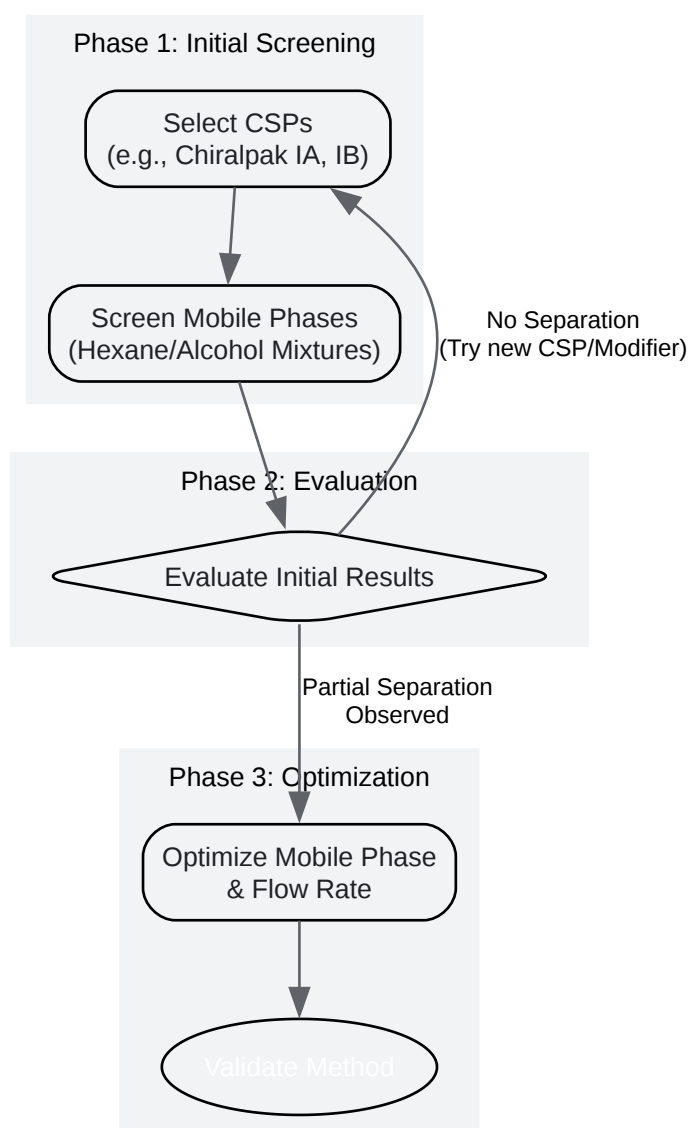 Phase 1: Initial Screening
Select CSPs
(e.g., Chiralpak IA, IB)
Screen Mobile Phases
(Hexane/Alcohol Mixtures)
No Separation
(Try new CSP/Modifier)
Phase 2: Evaluation
Evaluate Initial Results
Partial Separation
Observed
Phase 3: Optimization
Optimize Mobile Phase
& Flow Rate
Validate Method